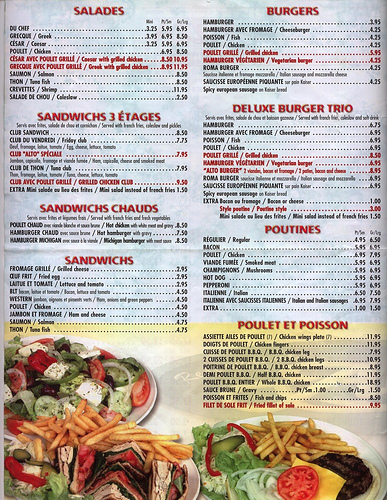 SALADES
Mini Pt/Sm Gr/Lrg
DU CHEF 3.25 5.95 6.95
GRECQUE / Greek 3.95 6.95 8.50
CÉSAR / Caesar 3.25 5.95 6.95
POULET / Chicken 6.95 8.50
CÉSAR AVEC POULET GRILLÉ / Caesar with grilled chicken 8.50 10.95
GRECQUE AVEC POULET GRILLÉ / Greek with grilled chicken 8.95 11.95
SAUMON / Salmon 8.50
THON / Tuna fish 8.50
CREVETTES / Shrimp 11.95
SALADE DE CHOU / Coleslaw 2.50
SANDWICHS 3 ÉTAGES
Servis avec frites, salade de chou et cornichon / Served with french fries, coleslaw and pickles
CLUB SANDWICH 8.50
CLUB DU VENDREDI / Friday club 7.75
Oeuf, fromage, laitue, tomate / Egg, cheese, lettuce, tomato
CLUB "ALTO" SPÉCIALE 7.95
Jambon, capicolle, fromage et viande fumée / Ham, capicollo, cheese and smoked meat
CLUB DE THON / Tuna club 7.75
Thon, fromage, laitue, tomate / Tuna, cheese, lettuce, tomato
CLUB AVEC POULET GRILLÉ / GRILLED CHICKEN CLUB 9.50
EXTRA Mini salade au lieu des frites / Mini salad instead of french fries 1.50
SANDWICHS CHAUDS
Servis avec frites et légumes frais / Served with french fries and fresh vegetables
POULET CHAUD avec viande blanche et sauce brune / Hot chicken with white meat and gravy 8.50
HAMBURGER CHAUD avec sauce brune / Hot hamburger with gravy 7.50
HAMBURGER MICHIGAN avec sauce à la viande / Michigan hamburger with meat sauce 8.50
SANDWICHS
FROMAGE GRILLÉ / Grilled cheese 2.95
ŒUF FRIT / Fried egg 2.95
LAITUE ET TOMATE / Lettuce and tomato 2.95
BLT bacon, laitue et tomate / Bacon, lettuce and tomato 4.50
WESTERN jambon, oignons et piments verts / Ham, onions and green peppers 4.50
POULET / Chicken 4.50
JAMBON ET FROMAGE / Ham and cheese 4.50
SAUMON / Salmon 4.75
THON / Tuna fish 4.75
BURGERS
HAMBURGER 3.95
HAMBURGER AVEC FROMAGE / Cheeseburger 4.25
POISSON / Fish 4.25
POULET / Chicken 4.25
POULET GRILLÉ / Grilled chicken 5.95
HAMBURGER VÉGÉTARIEN / Vegetarian burger 4.25
ROMA BURGER 4.75
Saucisse italienne et fromage mozzarella / Italian sausage and mozzarella cheese
SAUCISSE EUROPÉENNE PIQUANTE sur pain Kaiser 4.25
Spicy european sausage on Kaiser bread
DELUXE BURGER TRIO
Servis avec frites, salade de chou et boisson gazeuse / Served with french fries, coleslaw and soft drink
HAMBURGER 6.75
HAMBURGER AVEC FROMAGE / Cheeseburger 6.95
POISSON / Fish 6.95
POULET / Chicken 6.95
POULET GRILLÉ / Grilled chicken 8.50
HAMBURGER VÉGÉTARIEN / Vegetarian burger 6.95
"ALTO BURGER" 2 viandes, bacon et fromage / 2 patties, bacon and cheese 8.95
ROMA BURGER saucisse italienne et mozzarella / Italian sausage and mozzarella 6.95
SAUCISSE EUROPÉENNE PIQUANTE sur pain Kaiser 6.95
Spicy european sausage on Kaiser bread
EXTRA Bacon ou fromage / Bacon or cheese 1.00
Style poutine / Poutine style 2.00
Mini salade au lieu des frites / Mini salad instead of french fries 1.50
POUTINES
Pt/Sm Gr/Lrg
RÉGULIER / Regular 4.95 6.50
BACON 5.95 6.95
POULET / Chicken 6.95 7.95
VIANDE FUMÉE / Smoked meat 5.95 6.95
CHAMPIGNONS / Mushrooms 5.95 6.95
HOT DOG 5.95 6.95
PEPPERONI 5.95 6.95
ITALIENNE / Italian 6.50 7.50
ITALIENNE AVEC SAUCISSES ITALIENNES / Italian and Italian sausages 6.95 7.95
EXTRA 1.00 1.50
POULET ET POISSON
ASSIETTE AILES DE POULET / Chicken wings plate 11.95
DOIGTS DE POULET / Chicken fingers 8.95
CUISSE DE POULET B.B.Q. / B.B.Q. chicken leg 7.95
2 CUISSES DE POULET B.B.Q. / 2 B.B.Q. chicken legs 10.95
POITRINE DE POULET B.B.Q. / B.B.Q. chicken breast 8.95
DEMI POULET B.B.Q. / Half B.B.Q. chicken 11.95
POULET B.B.Q. ENTIER / Whole B.B.Q. chicken 18.95
SAUCE BRUNE / Gravy Pt/Sm 1.00 Gr/Lrg 1.50
POISSON ET FRITES / Fish and chips 8.50
FILET DE SOLE FRIT / Fried fillet of sole 9.95